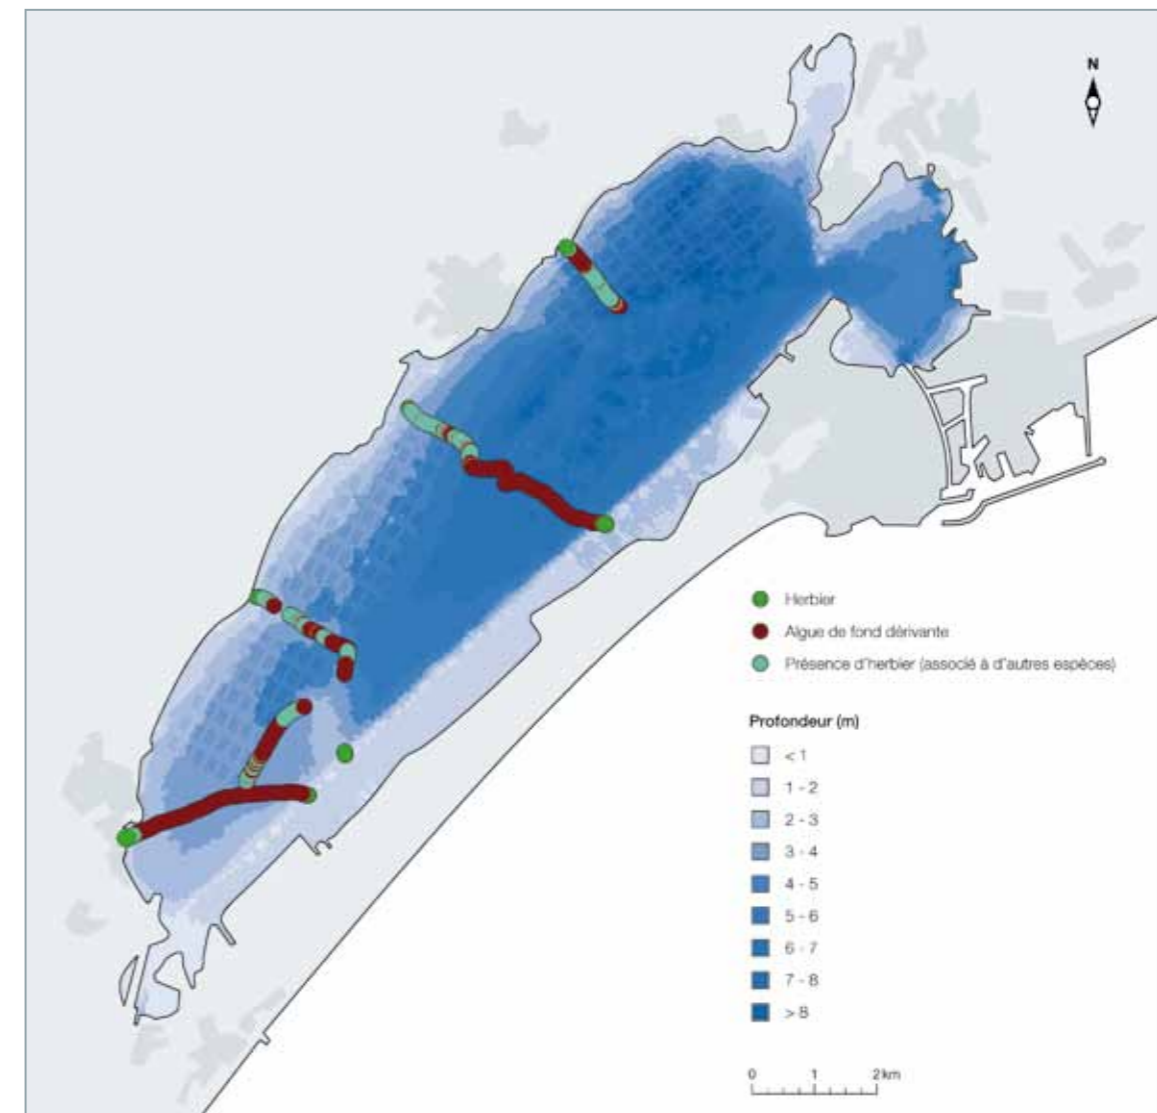 N
Herbier
Algue de fond dérivante
Présence d'herbier (associé à d'autres espèces)
Profondeur (m)
< 1
1 - 2
2 - 3
3 - 4
4 - 5
5 - 6
6 - 7
7 - 8
> 8
0 1 2 km